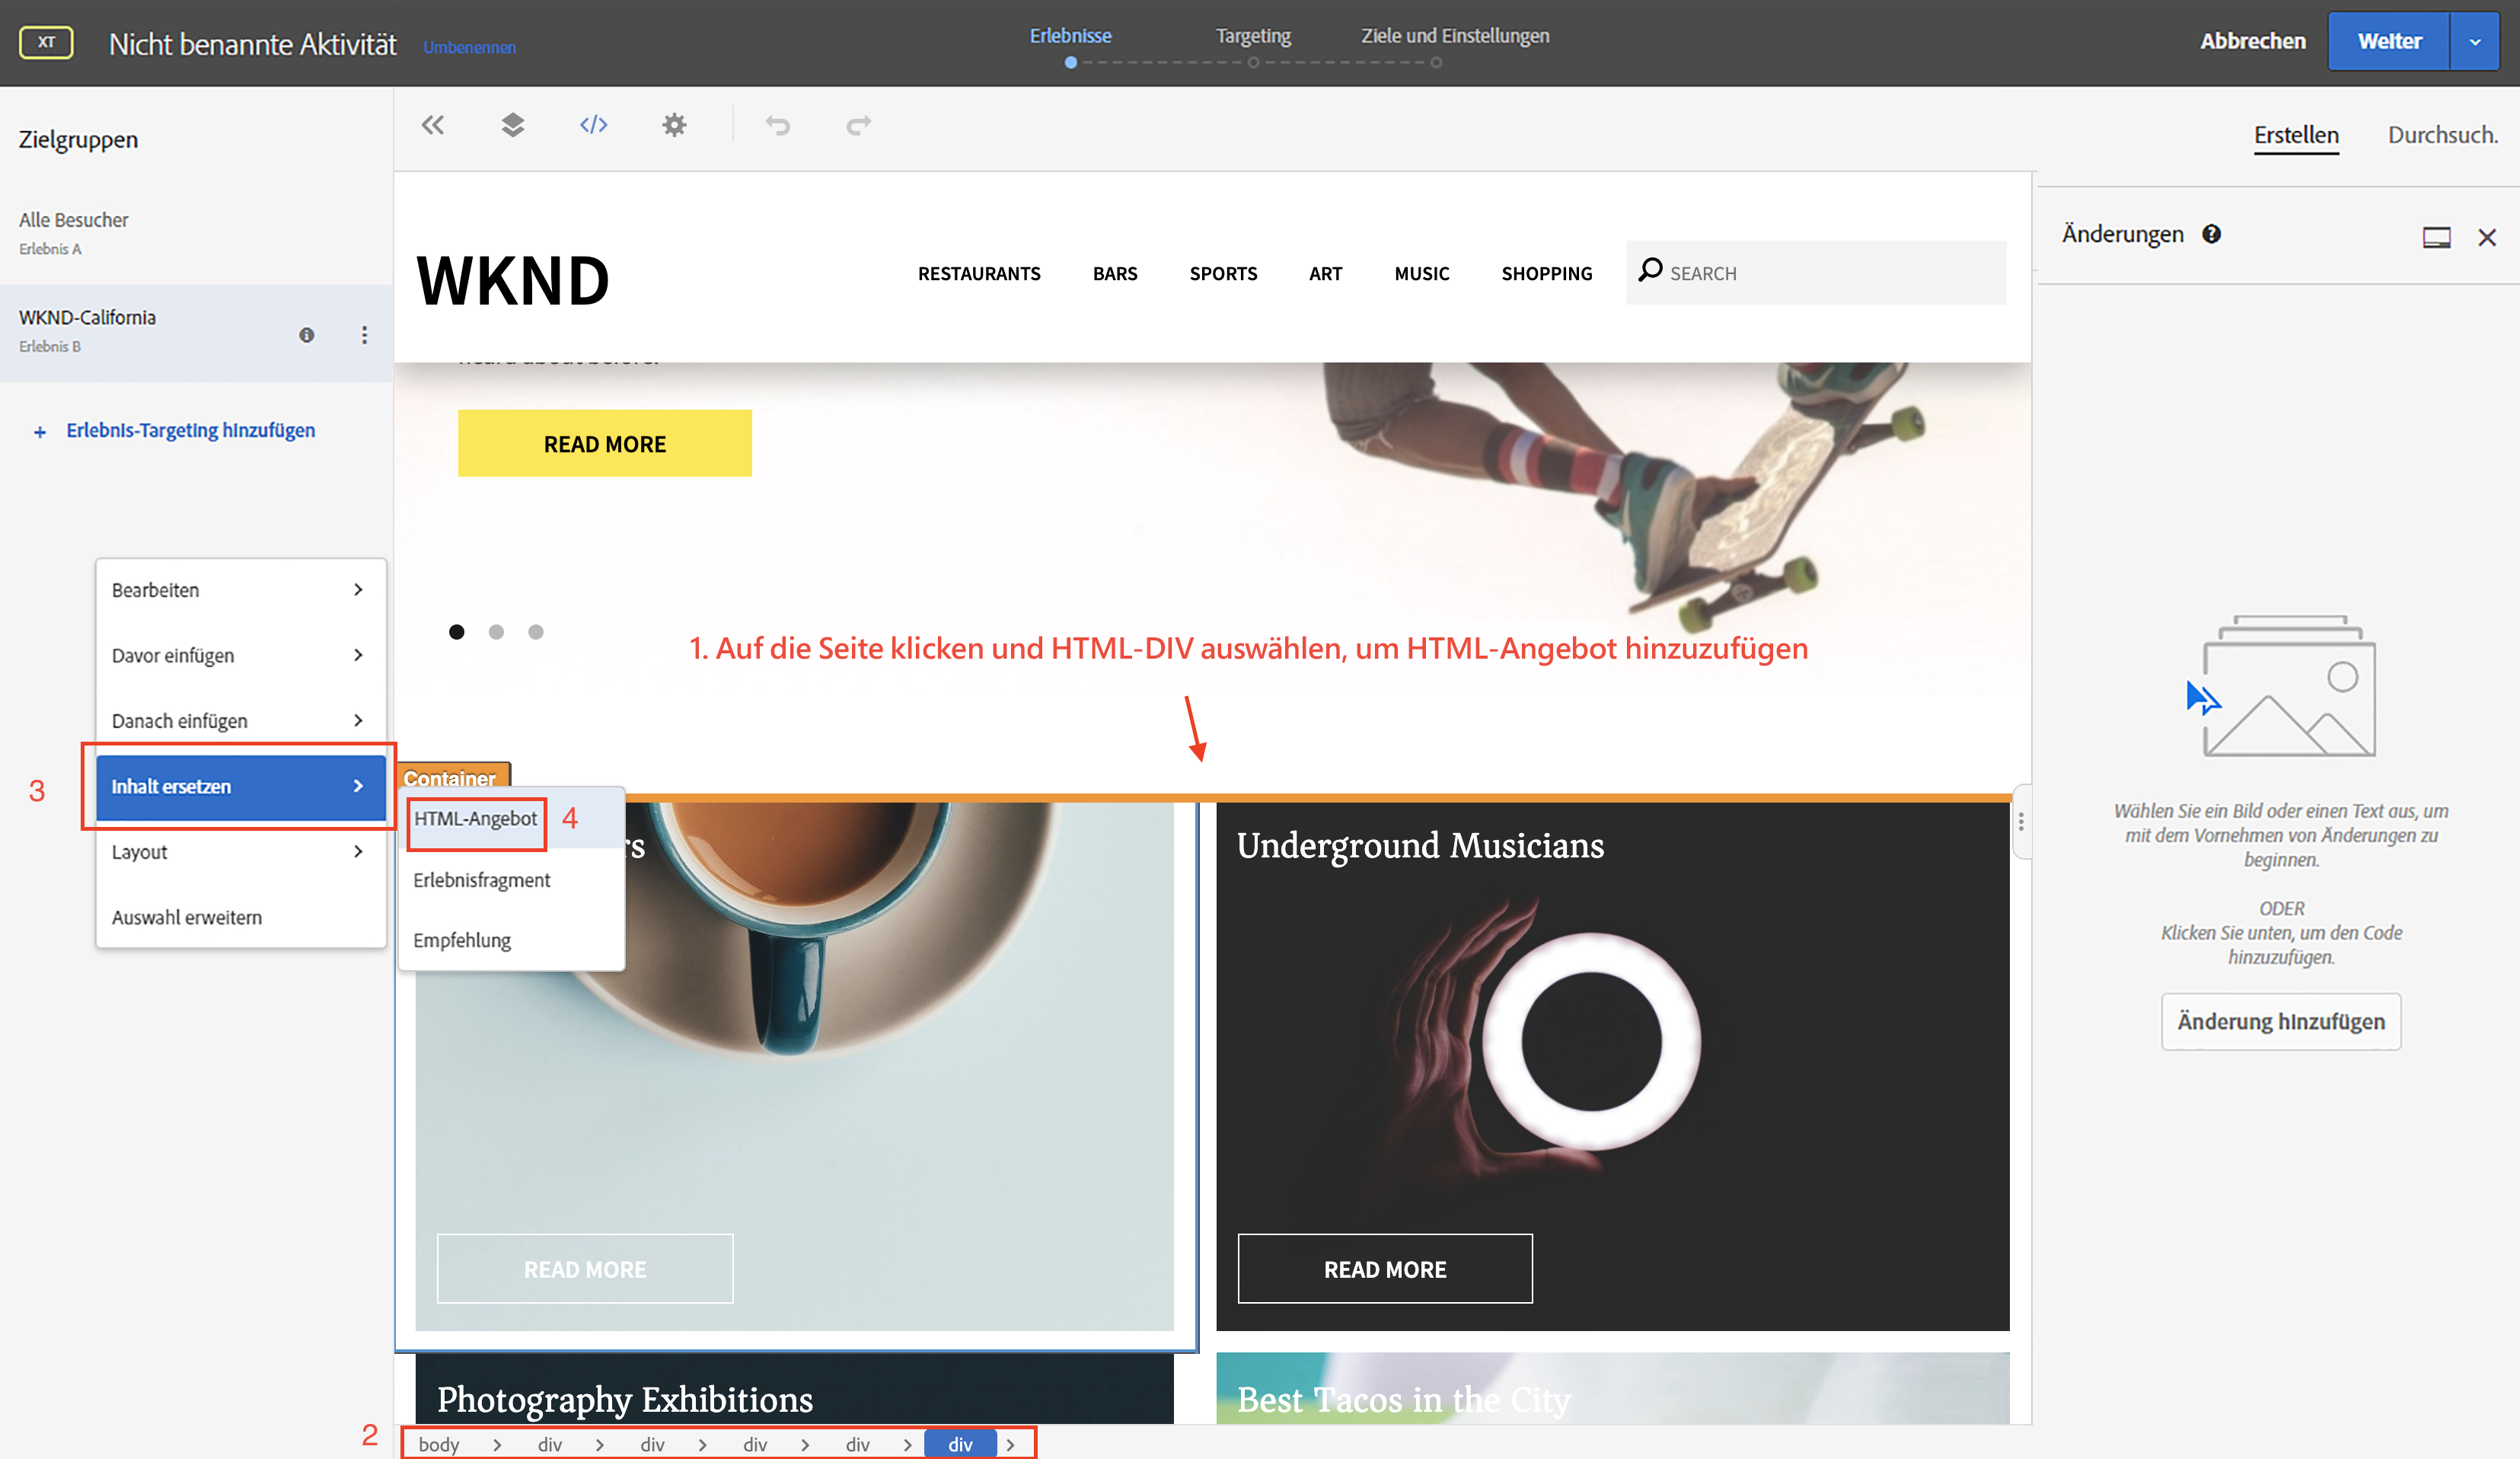 XT
Nicht benannte Aktivität
Umbenennen
Erlebnisse
Targeting
Ziele und Einstellungen
Abbrechen
Weiter
Zielgruppen
Erstellen
Durchsuch.
Alle Besucher
Erlebnis A
Änderungen
WKND
RESTAURANTS
BARS
SPORTS
ART
MUSIC
SHOPPING
SEARCH
WKND-California
Erlebnis B
heard about before.
+ Erlebnis-Targeting hinzufügen
READ MORE
Bearbeiten
Davor einfügen
Danach einfügen
3
Inhalt ersetzen
Layout
Auswahl erweitern
1. Auf die Seite klicken und HTML-DIV auswählen, um HTML-Angebot hinzuzufügen
Container
HTML-Angebot
4
Erlebnisfragment
Empfehlung
rs
Underground Musicians
Wählen Sie ein Bild oder einen Text aus, um
mit dem Vornehmen von Änderungen zu
beginnen.
ODER
Klicken Sie unten, um den Code
hinzuzufügen.
Änderung hinzufügen
READ MORE
READ MORE
Photography Exhibitions
Best Tacos in the City
2
body > div > div > div > div > div >